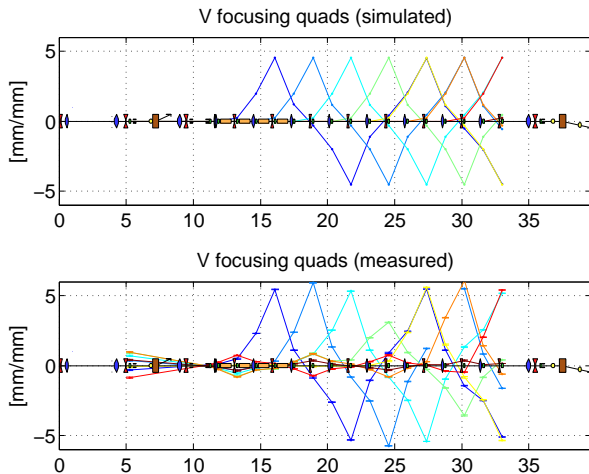 V focusing quads (simulated)
5
0
−5
[mm/mm]
0 5 10 15 20 25 30 35
V focusing quads (measured)
5
0
−5
[mm/mm]
0 5 10 15 20 25 30 35